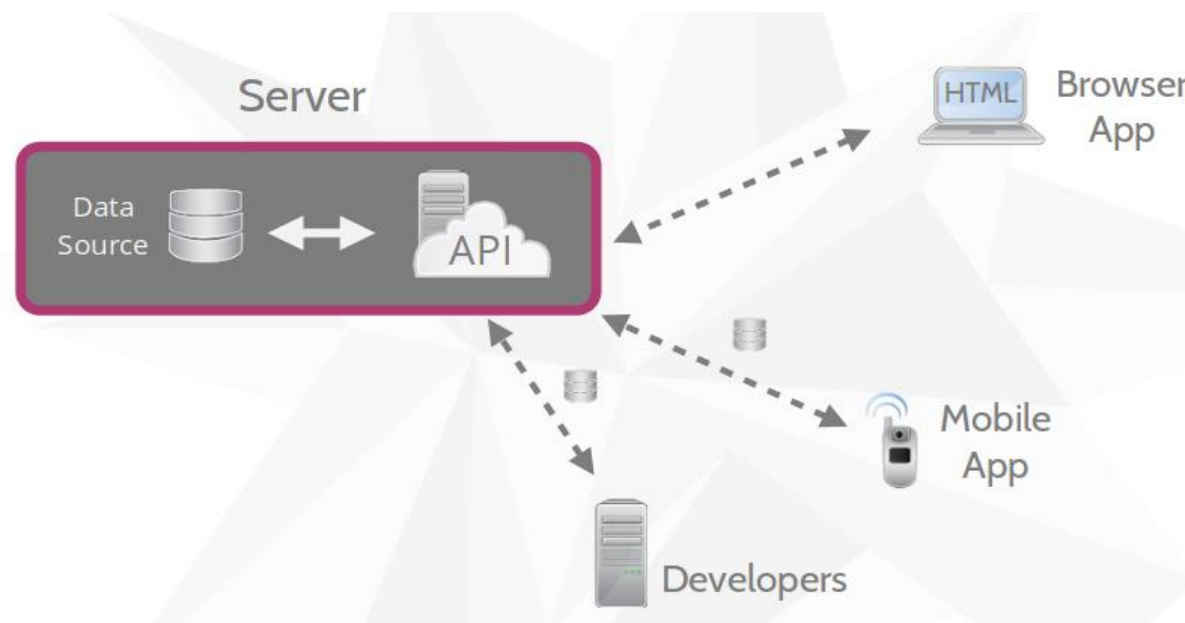 Server
Data
Source
API
HTML
Browser
App
Mobile
App
Developers